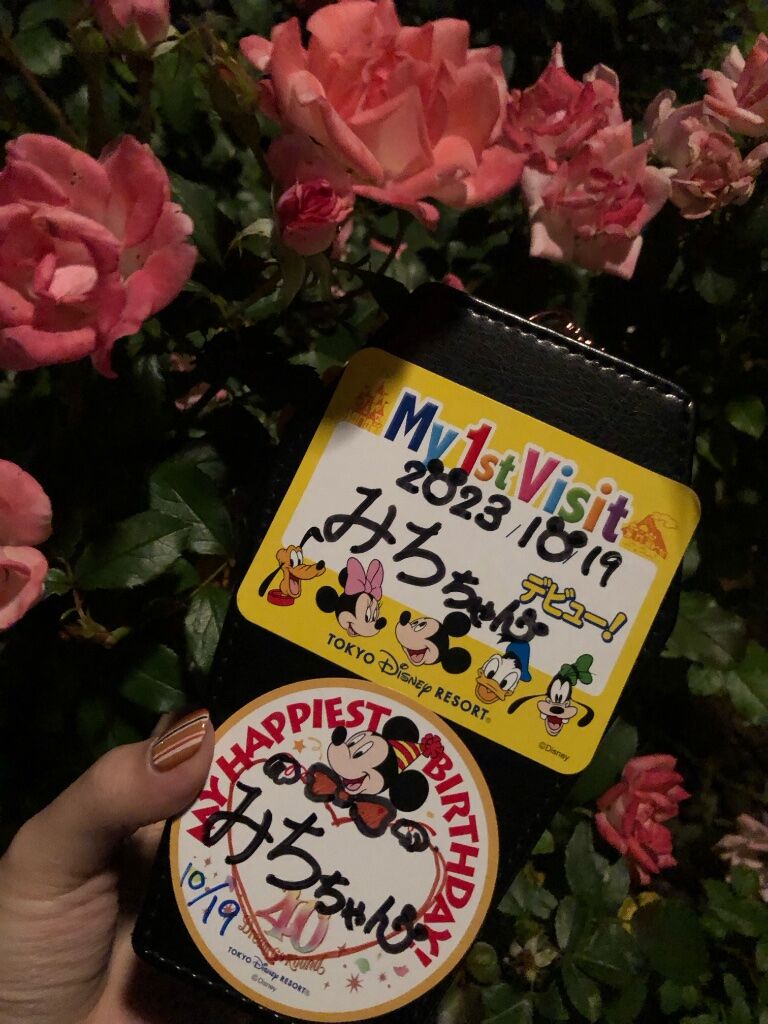 My 1st Visit
2023/10/19
みちちゃん
デビュー!
TOKYO Disney RESORT®
©Disney
MY HAPPIEST BIRTHDAY!
みちちゃん
10/19
40
TOKYO Disney RESORT®
©Disney